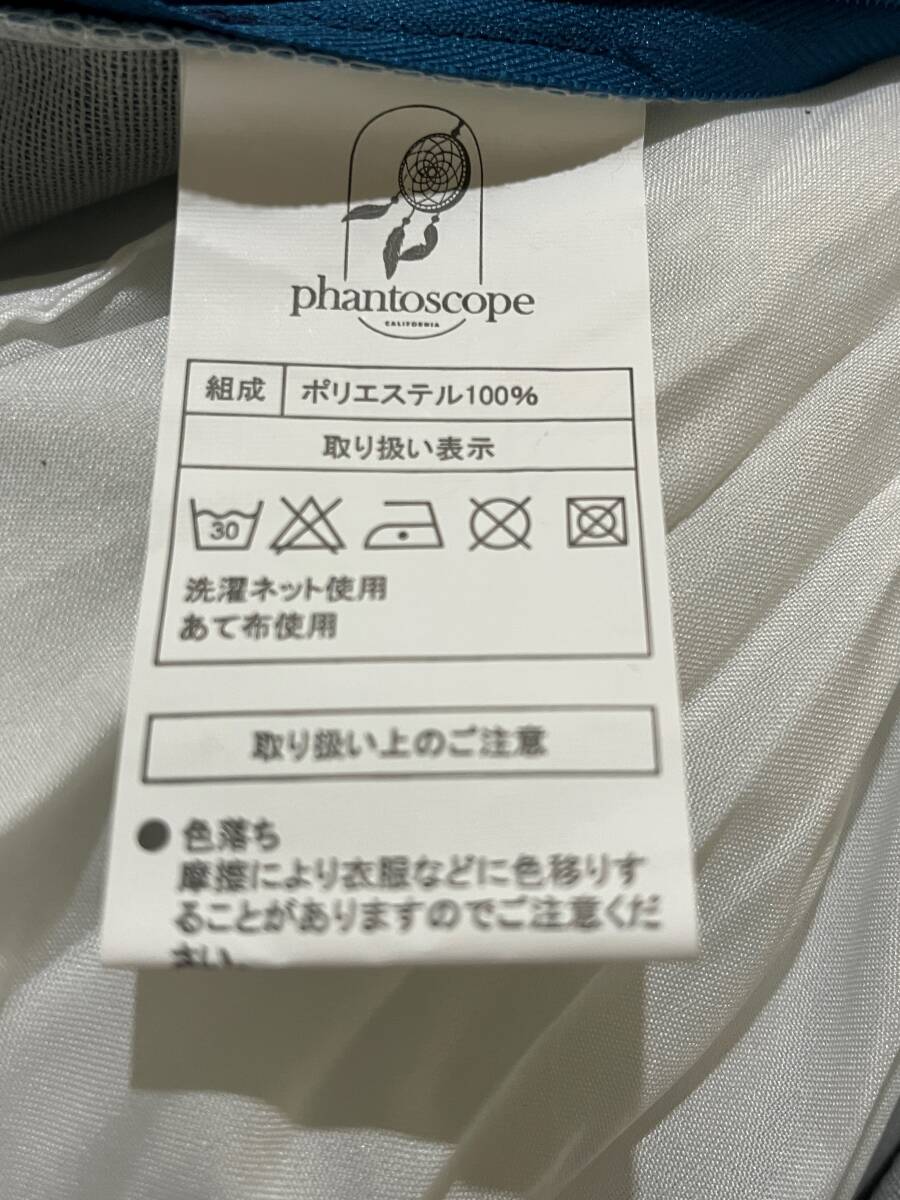 phantoscope
CALIFORNIA
組成 ポリエステル100%
取り扱い表示
30
洗濯ネット使用
あて布使用
取り扱い上のご注意
● 色落ち
摩擦により衣服などに色移りす
ることがありますのでご注意くだ
さい。